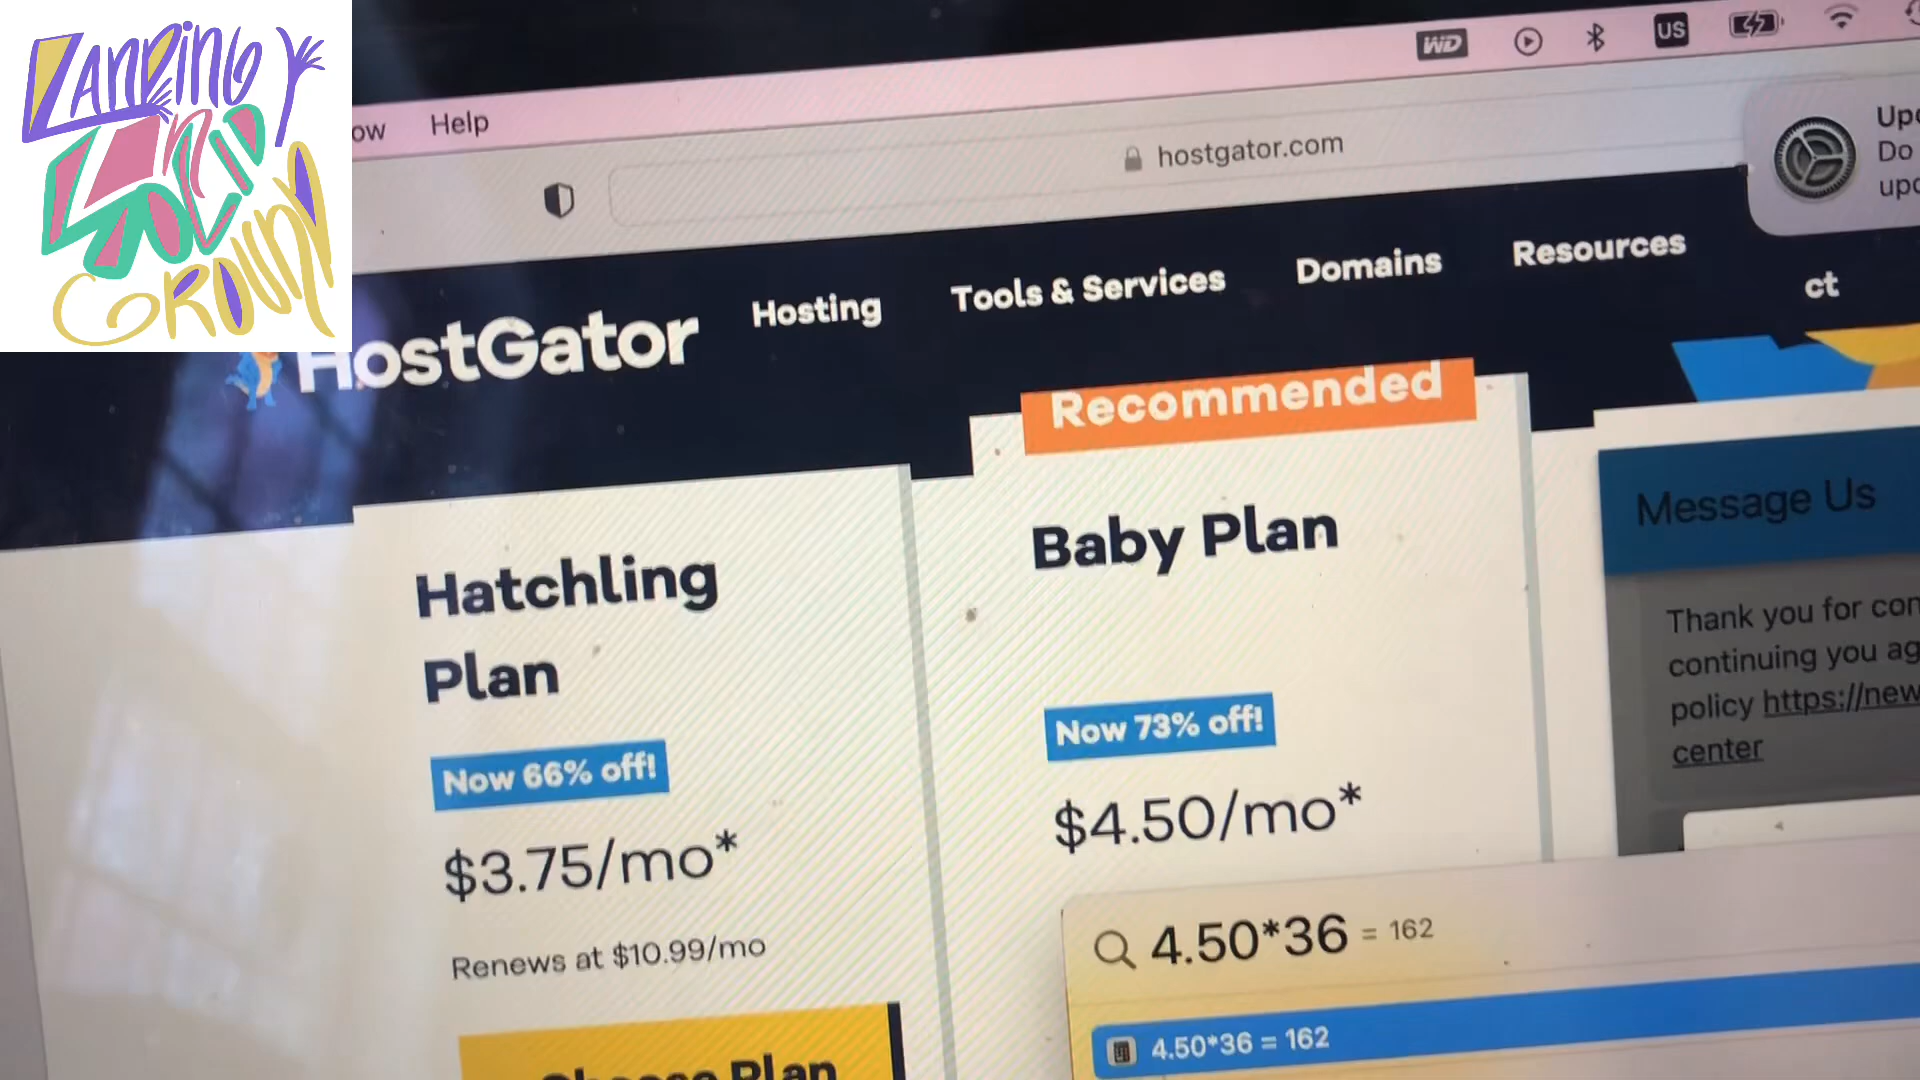 LANDING
Y
GROUND
WD
US
ow Help
hostgator.com
Upd
Do
upd
HostGator
Hosting
Tools & Services
Domains
Resources
ct
Recommended
Hatchling
Plan
Now 66% off!
$3.75/mo*
Renews at $10.99/mo
Choose Plan
Baby Plan
Now 73% off!
$4.50/mo*
Message Us
Thank you for con
continuing you ag
policy https://new
center
4.50*36 = 162
4.50*36 = 162